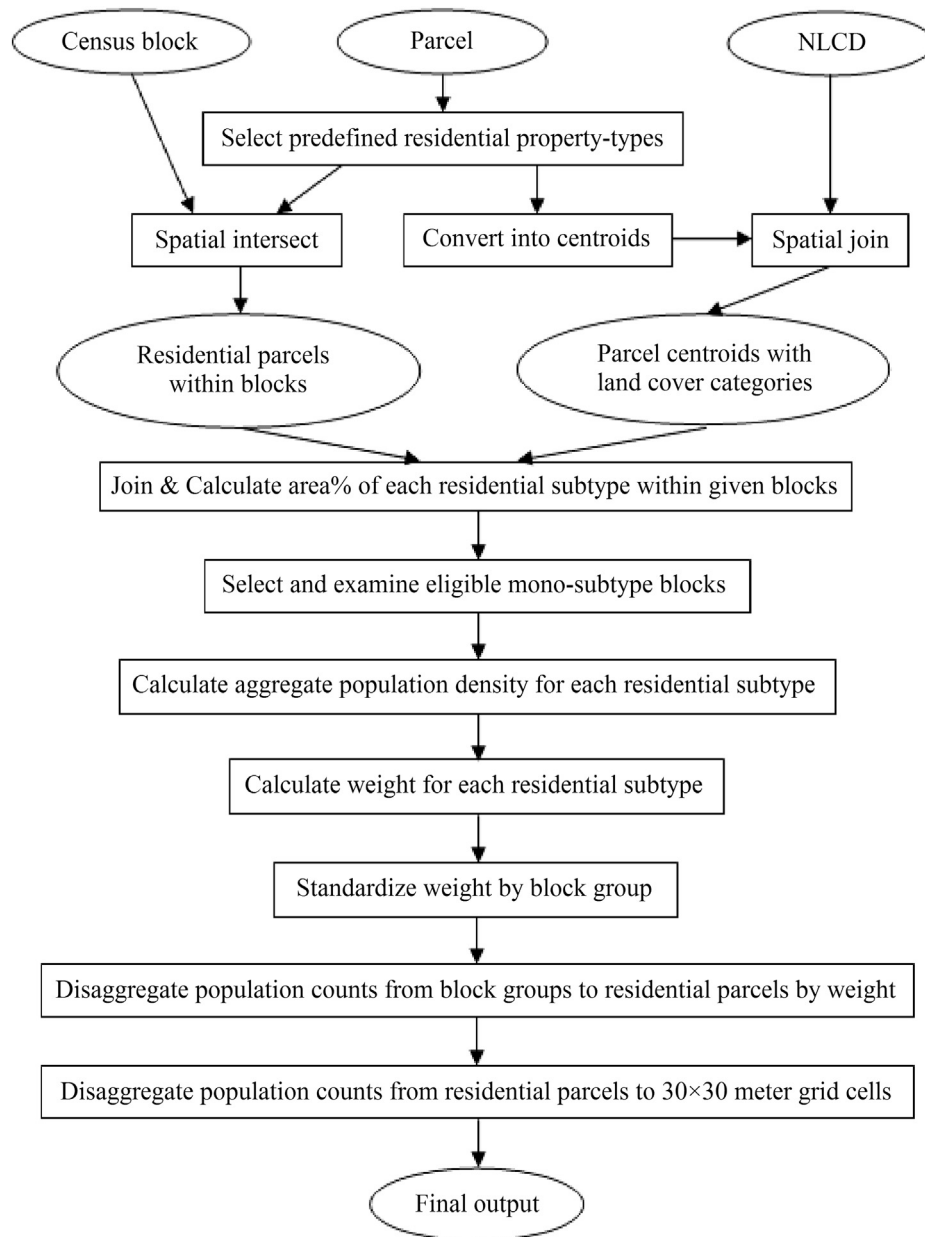 Census block
Parcel
NLCD
Select predefined residential property-types
Spatial intersect
Convert into centroids
Spatial join
Residential parcels
within blocks
Parcel centroids with
land cover categories
Join & Calculate area% of each residential subtype within given blocks
Select and examine eligible mono-subtype blocks
Calculate aggregate population density for each residential subtype
Calculate weight for each residential subtype
Standardize weight by block group
Disaggregate population counts from block groups to residential parcels by weight
Disaggregate population counts from residential parcels to 30×30 meter grid cells
Final output